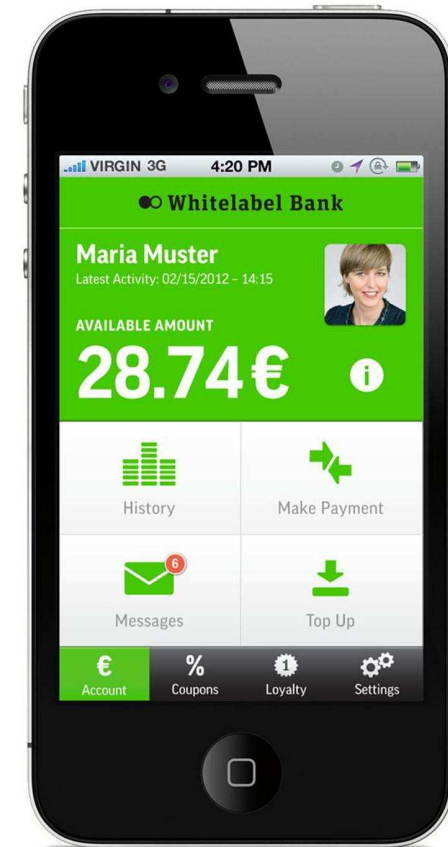 VIRGIN 3G 4:20 PM
Whitelabel Bank
Maria Muster
Latest Activity: 02/15/2012 – 14:15
AVAILABLE AMOUNT
28.74€
i
History
Make Payment
6
Messages
Top Up
€
%
1
Account
Coupons
Loyalty
Settings